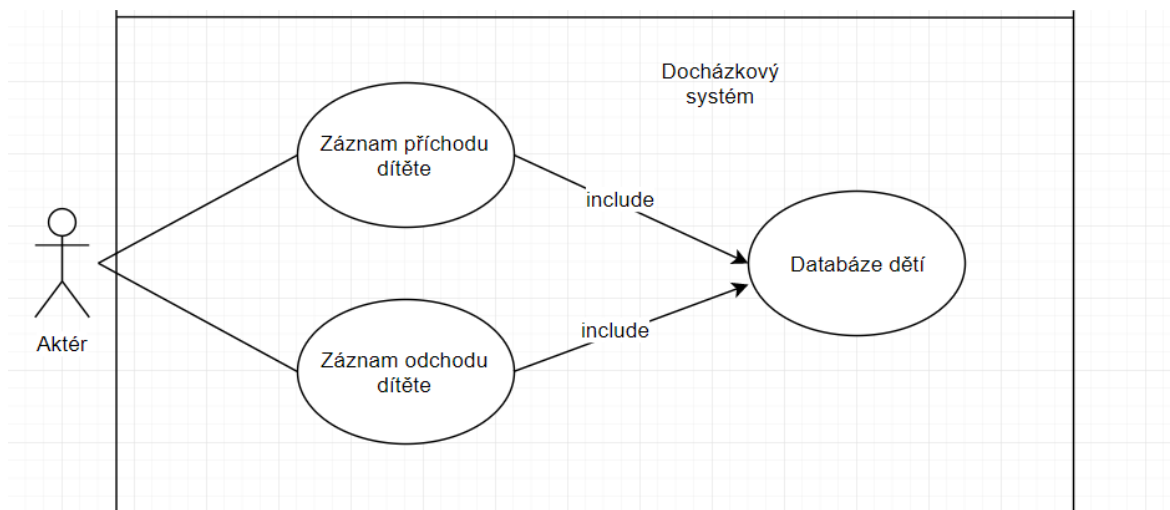 Docházkový
systém
Záznam příchodu
dítěte
include
Databáze dětí
include
Aktér
Záznam odchodu
dítěte